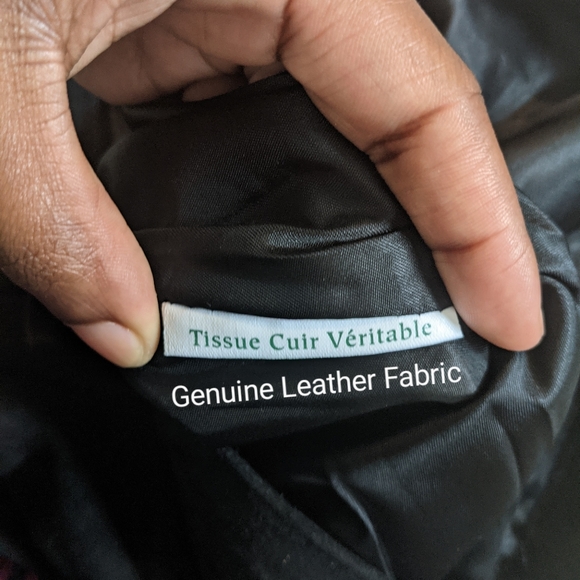 Tissue Cuir Véritable
Genuine Leather Fabric